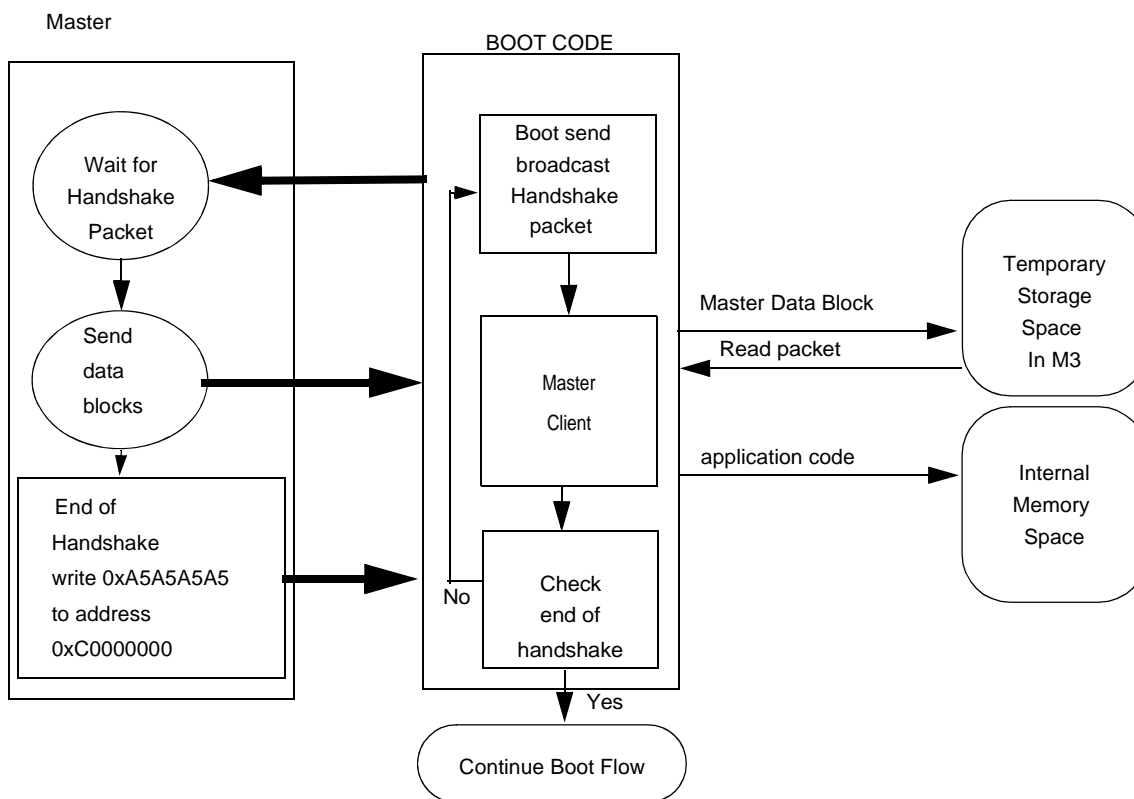 Master
BOOT CODE
Wait for
Handshake
Packet
Boot send
broadcast
Handshake
packet
Send
data
blocks
Master
Client
Master Data Block
Read packet
Temporary
Storage
Space
In M3
application code
Internal
Memory
Space
End of
Handshake
write 0xA5A5A5A5
to address
0xC0000000
No
Check
end of
handshake
Yes
Continue Boot Flow